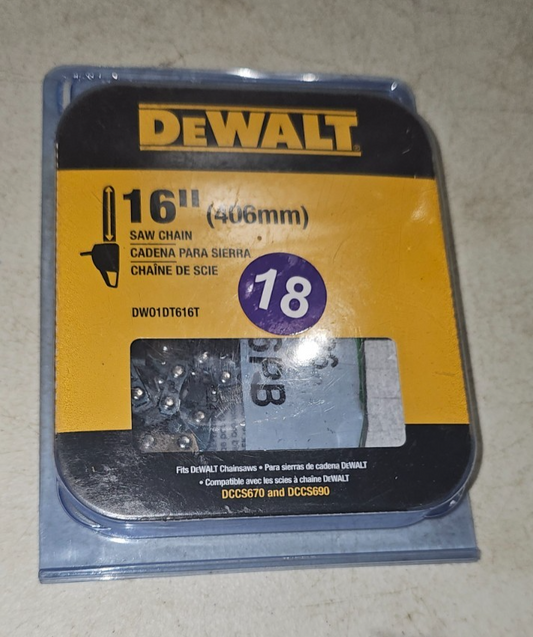 DEWALT
16" (406mm)
SAW CHAIN
CADENA PARA SIERRA
CHAÎNE DE SCIE
18
DWO1DT616T
Fits DEWALT Chainsaws • Para sierras de cadena DEWALT
• Compatible avec les scies à chaîne DEWALT
DCCS670 and DCCS690